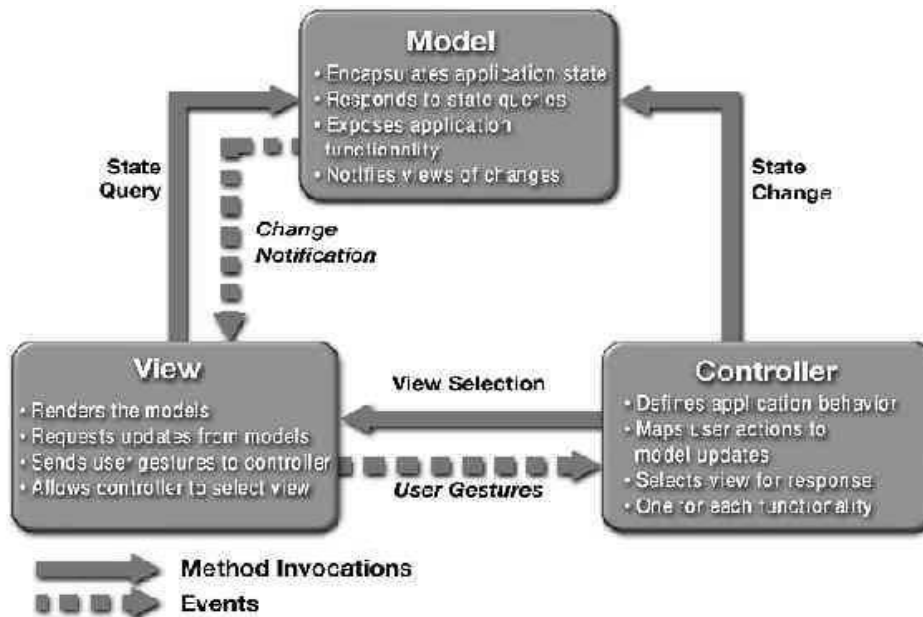 Model
• Encapsulates application state
• Responds to state queries
• Exposes application
functionality
• Notifies views of changes
State
Query
State
Change
Change
Notification
View
• Renders the models
• Requests updates from models
• Sends user gestures to controller
• Allows controller to select view
View Selection
User Gestures
Controller
• Defines application behavior
• Maps user actions to
model updates
• Selects view for response
• One for each functionality
Method Invocations
Events